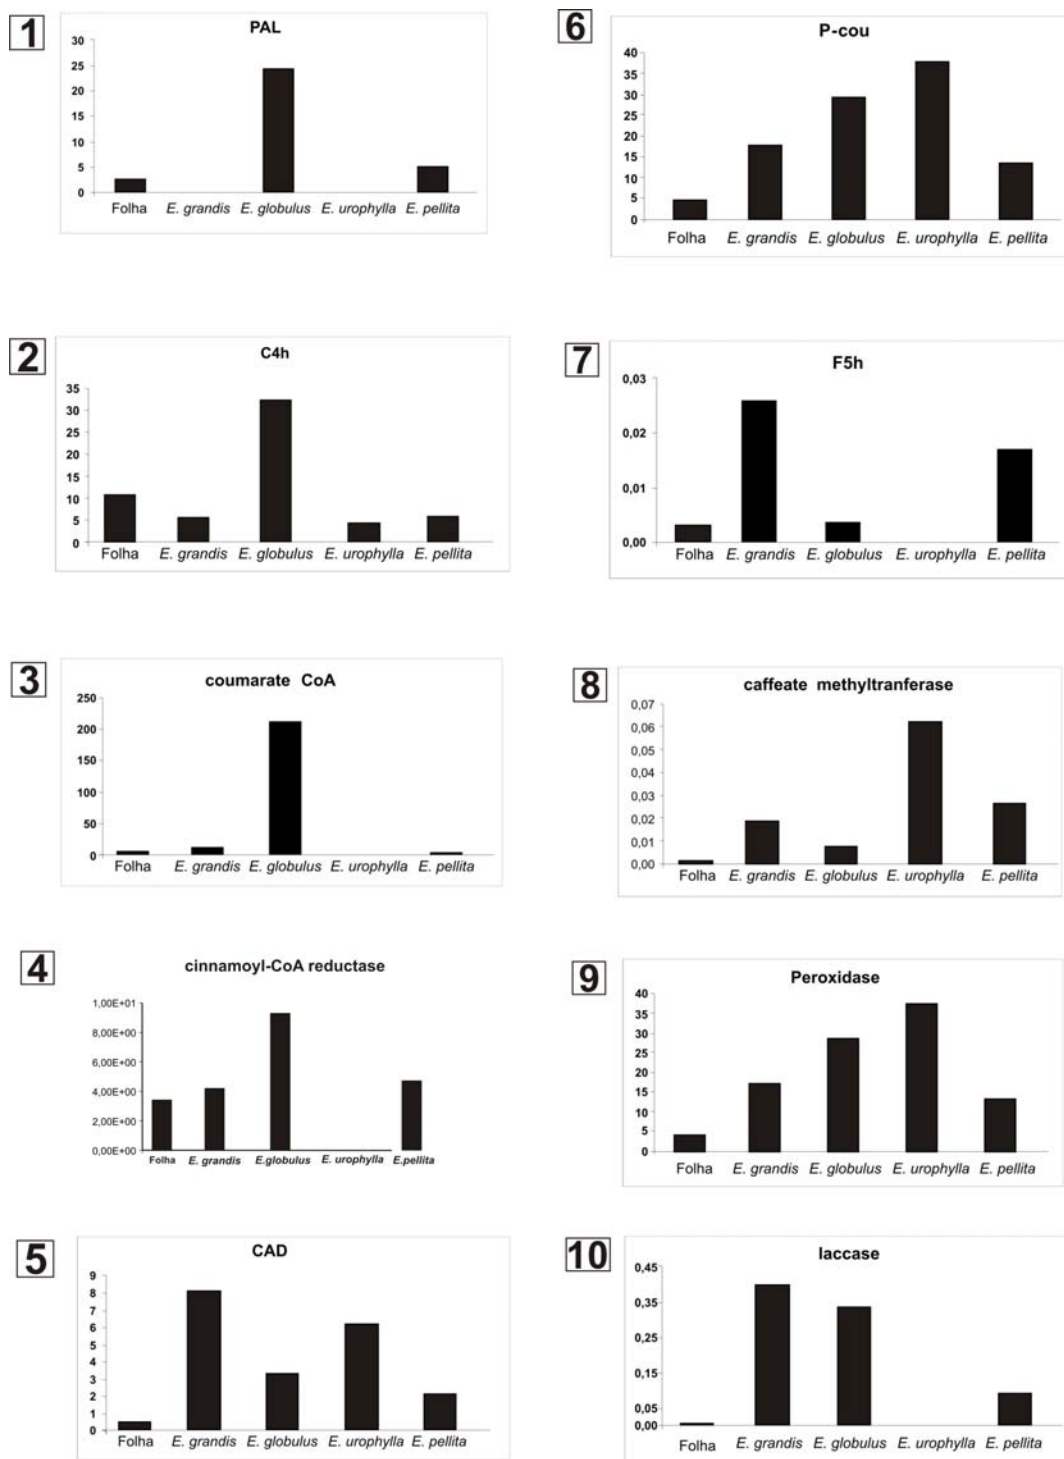 1
PAL
30
25
20
15
10
5
0
Folha E. grandis E. globulus E. urophylla E. pellita
2
C4h
35
30
25
20
15
10
5
0
Folha E. grandis E. globulus E. urophylla E. pellita
3
coumarate CoA
250
200
150
100
50
0
Folha E. grandis E. globulus E. urophylla E. pellita
4
cinnamoyl-CoA reductase
1,00E+01
8,00E+00
6,00E+00
4,00E+00
2,00E+00
0,00E+00
Folha E. grandis E.globulus E. urophylla E.pellita
5
CAD
9
8
7
6
5
4
3
2
1
0
Folha E. grandis E. globulus E. urophylla E. pellita
6
P-cou
40
35
30
25
20
15
10
5
0
Folha E. grandis E. globulus E. urophylla E. pellita
7
F5h
0,03
0,02
0,01
0,00
Folha E. grandis E. globulus E. urophylla E. pellita
8
caffeate methyltranferase
0,07
0,06
0,05
0,04
0,03
0,02
0,01
0,00
Folha E. grandis E. globulus E. urophylla E. pellita
9
Peroxidase
40
35
30
25
20
15
10
5
0
Folha E. grandis E. globulus E. urophylla E. pellita
10
laccase
0,45
0,35
0,25
0,15
0,05
0,00
Folha E. grandis E. globulus E. urophylla E. pellita